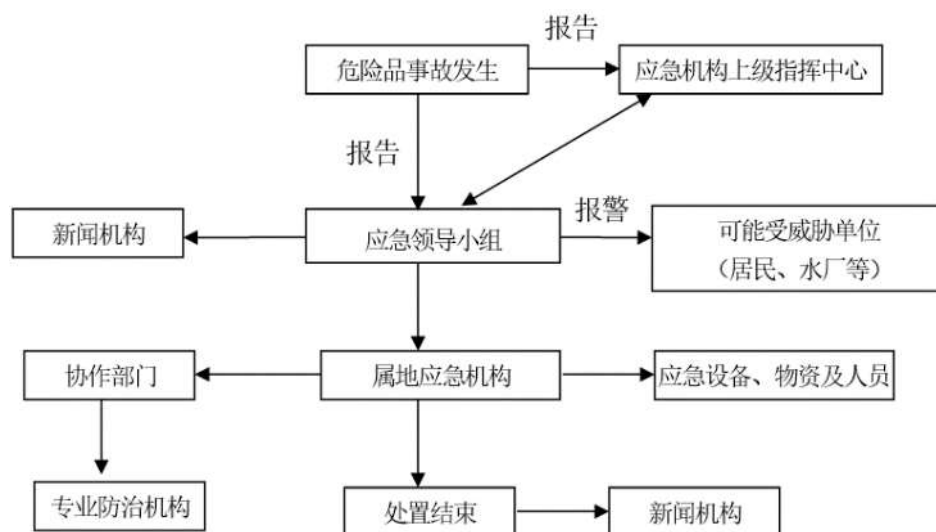 报告
危险品事故发生
应急机构上级指挥中心
报告
报警
新闻机构
应急领导小组
可能受威胁单位
（居民、水厂等）
协作部门
属地应急机构
应急设备、物资及人员
专业防治机构
处置结束
新闻机构